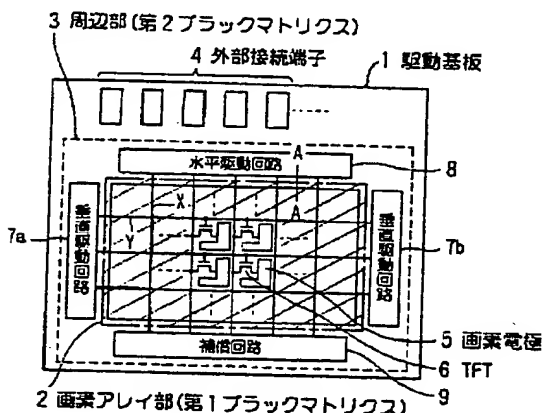 3 周辺部(第2ブラックマトリクス)
4 外部接続端子
1 駆動基板
水平駆動回路
A
8
X
A
垂直駆動回路
7a
Y
垂直駆動回路
7b
5 画素電極
補償回路
6 TFT
9
2 画素アレイ部(第1ブラックマトリクス)